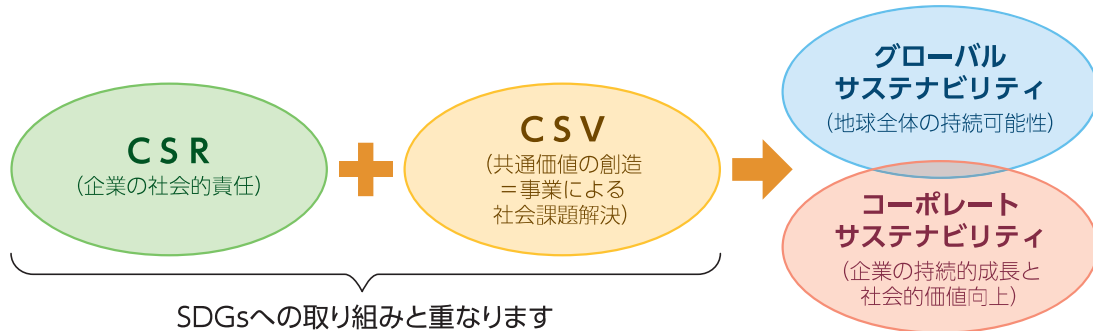 CSR
（企業の社会的責任）
CSV
（共通価値の創造
＝事業による
社会課題解決）
グローバル
サステナビリティ
（地球全体の持続可能性）
コーポレート
サステナビリティ
（企業の持続的成長と
社会的価値向上）
SDGsへの取り組みと重なります